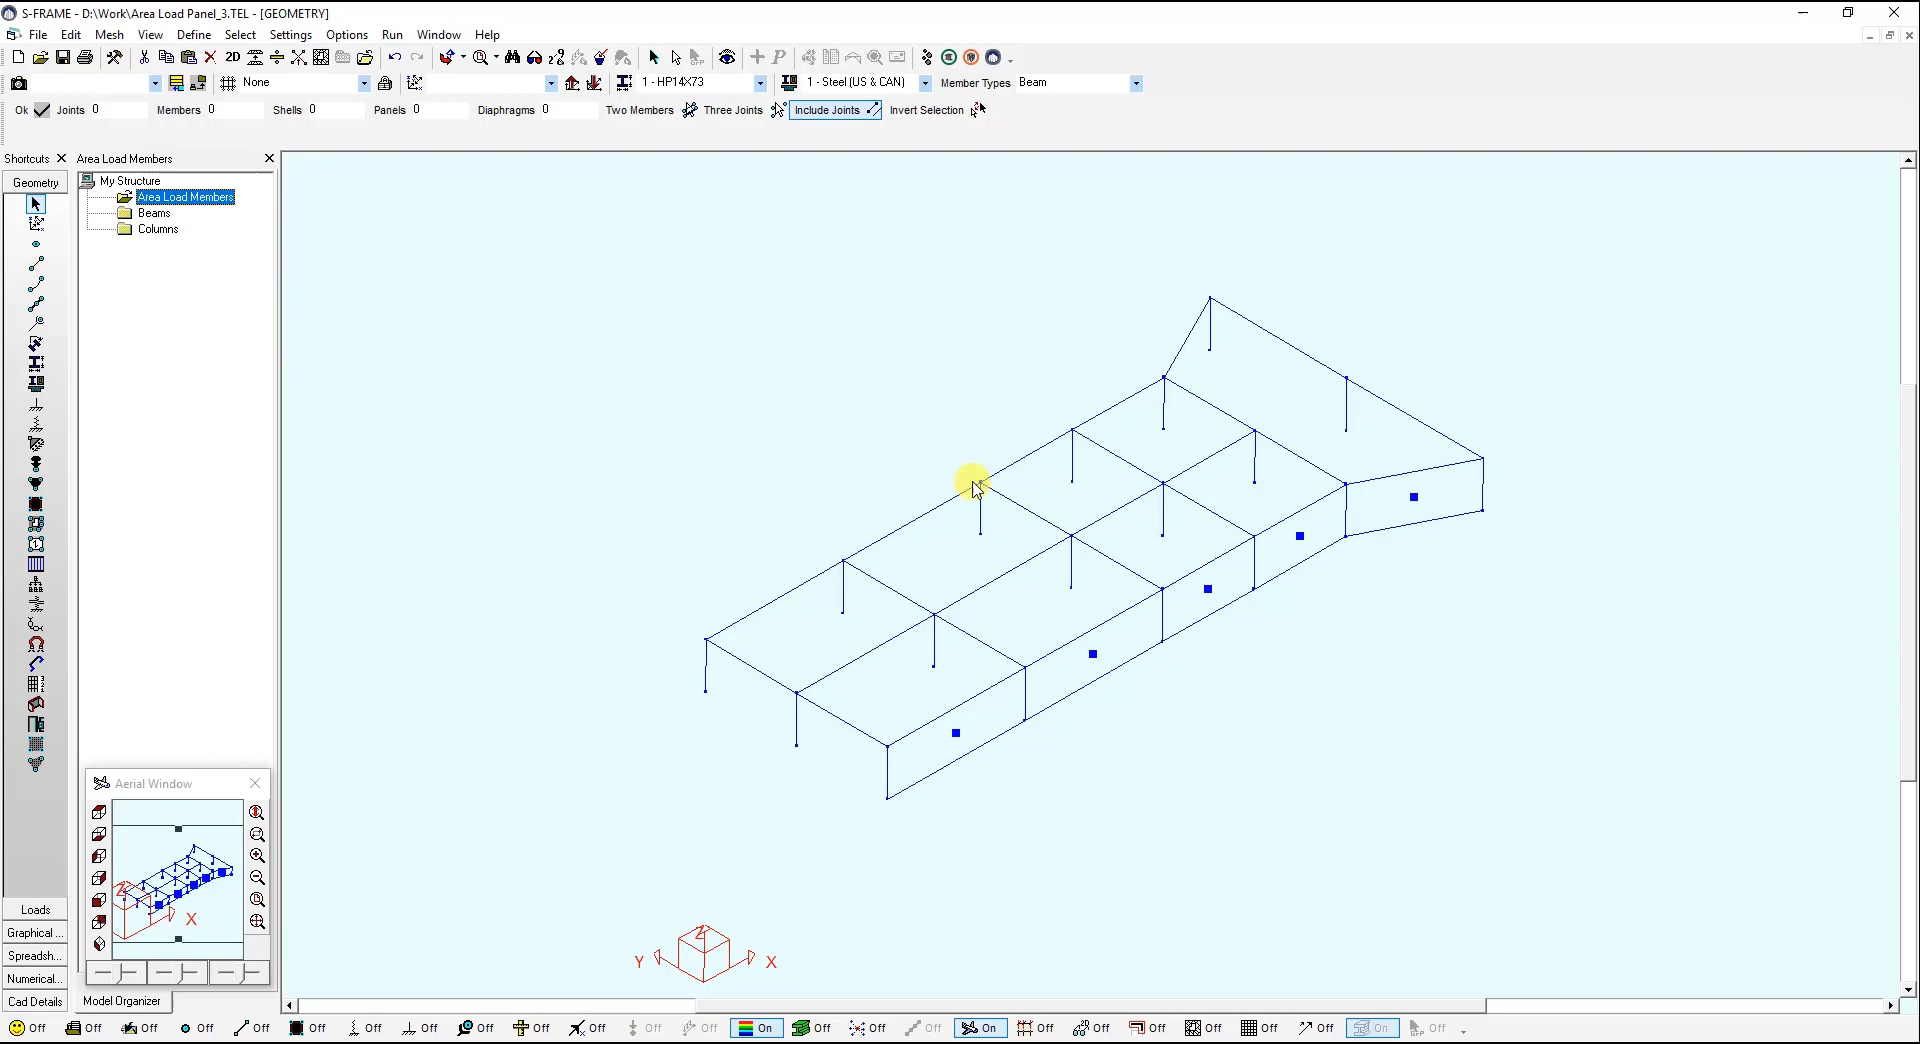 S-FRAME - D:\Work\Area Load Panel_3.TEL - [GEOMETRY]
File Edit Mesh View Define Select Settings Options Run Window Help
2D
None 1 - HP14X73 1 - Steel (US & CAN) Member Types Beam
Ok Joints 0 Members 0 Shells 0 Panels 0 Diaphragms 0 Two Members Three Joints Include Joints Invert Selection
Shortcuts Area Load Members
Geometry
My Structure
Area Load Members
Beams
Columns
Aerial Window
Z
X
Loads
Graphical ...
Spreadsh...
Numerical...
Cad Details
Model Organizer
Z
Y X
Off Off Off Off Off Off Off Off Off Off Off Off Off On Off Off Off On Off Off Off Off Off Off On Off